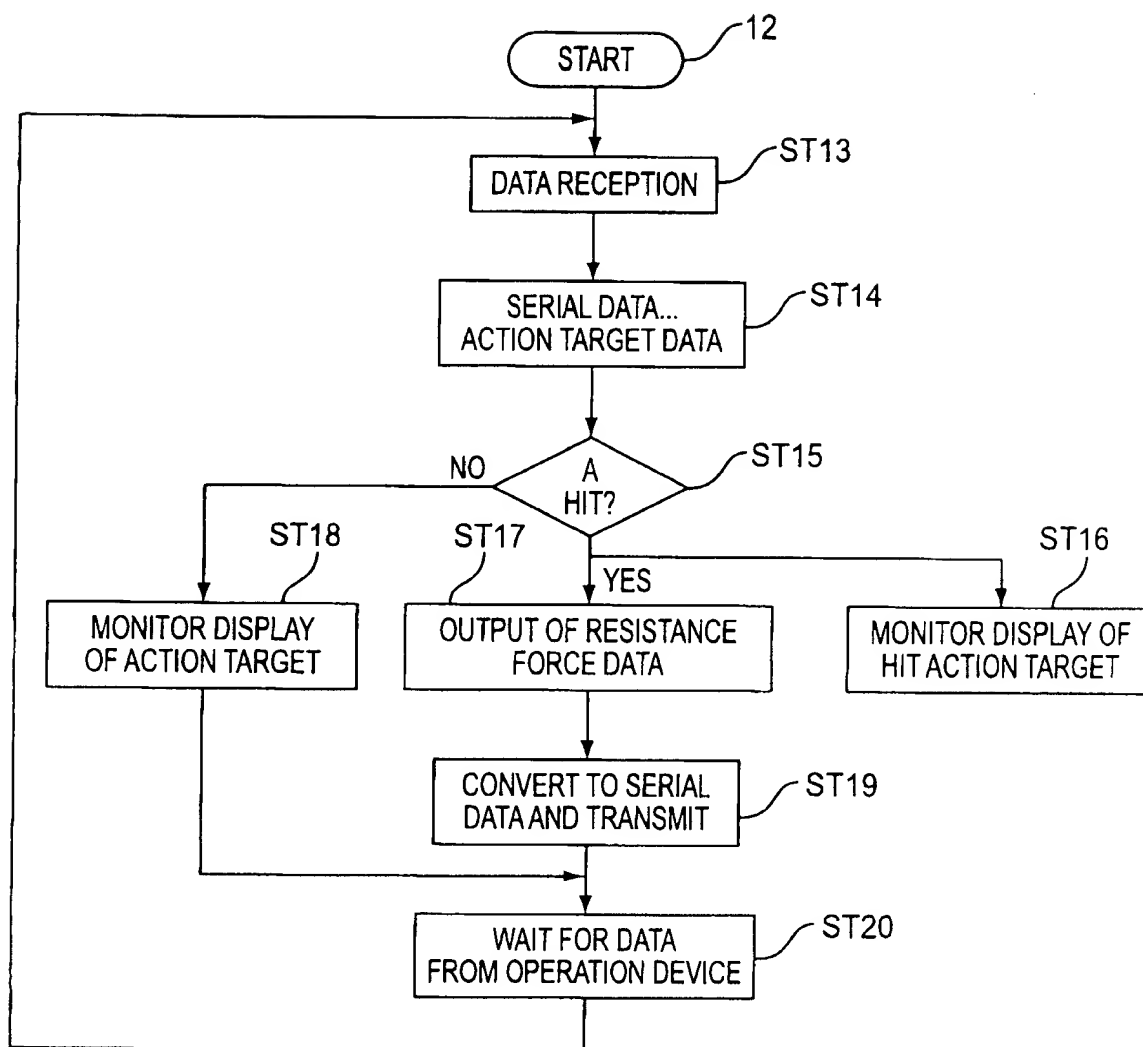 12
START
ST13
DATA RECEPTION
ST14
SERIAL DATA...
ACTION TARGET DATA
ST15
NO
A
HIT?
YES
ST18
ST17
ST16
MONITOR DISPLAY
OF ACTION TARGET
OUTPUT OF RESISTANCE
FORCE DATA
MONITOR DISPLAY OF
HIT ACTION TARGET
ST19
CONVERT TO SERIAL
DATA AND TRANSMIT
ST20
WAIT FOR DATA
FROM OPERATION DEVICE